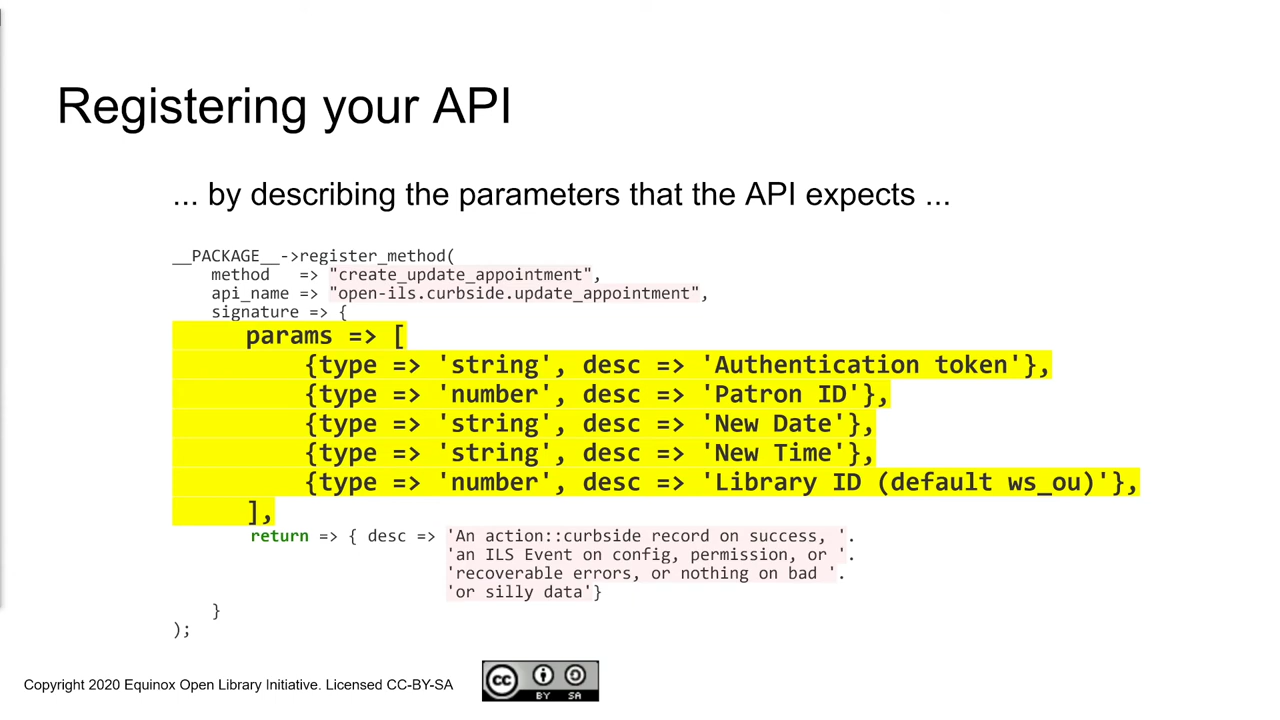 Registering your API
... by describing the parameters that the API expects ...
__PACKAGE__->register_method(
    method   => "create_update_appointment",
    api_name => "open-ils.curbside.update_appointment",
    signature => {
        params => [
            {type => 'string', desc => 'Authentication token'},
            {type => 'number', desc => 'Patron ID'},
            {type => 'string', desc => 'New Date'},
            {type => 'string', desc => 'New Time'},
            {type => 'number', desc => 'Library ID (default ws_ou)'},
        ],
        return => { desc => 'An action::curbside record on success, '.
                            'an ILS Event on config, permission, or '.
                            'recoverable errors, or nothing on bad '.
                            'or silly data'}
    }
);
Copyright 2020 Equinox Open Library Initiative. Licensed CC-BY-SA
cc
BY SA